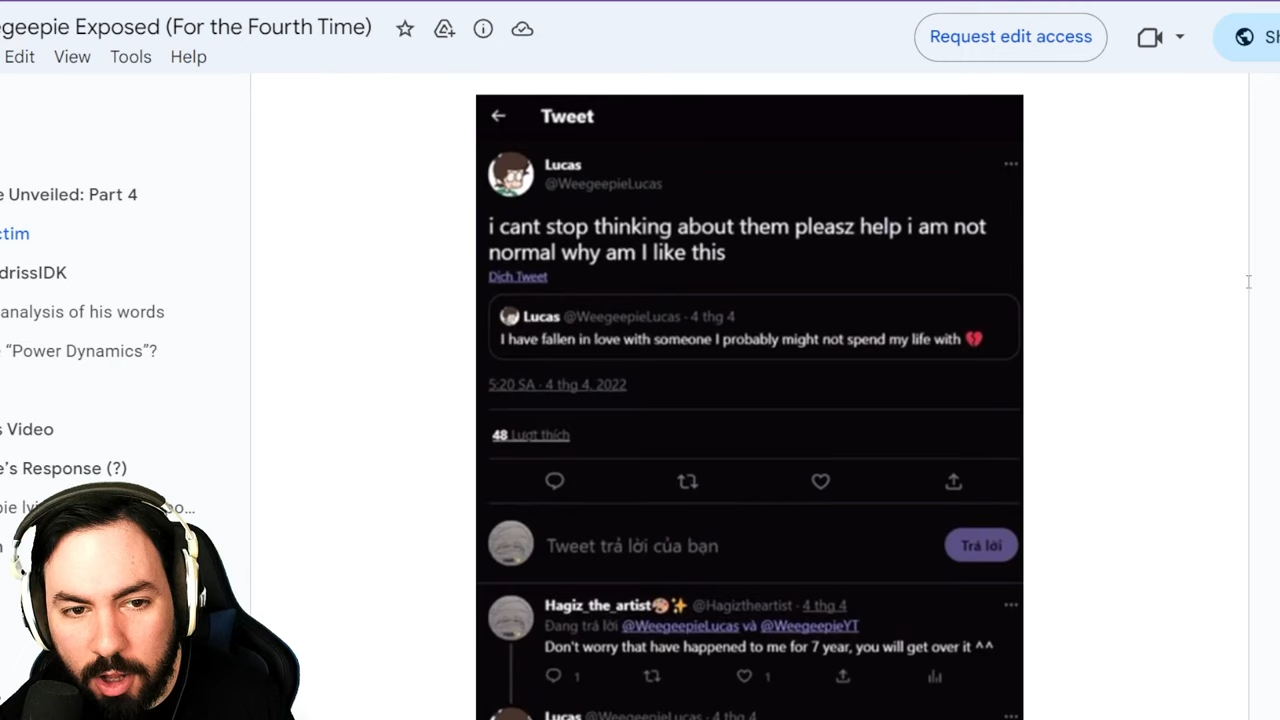 geepie Exposed (For the Fourth Time)
Request edit access
Edit View Tools Help
e Unveiled: Part 4
ctim
drissIDK
analysis of his words
e “Power Dynamics”?
s Video
e’s Response (?)
Tweet
Lucas
@WeegeepieLucas
i cant stop thinking about them pleasz help i am not
normal why am I like this
Dịch Tweet
Lucas @WeegeepieLucas · 4 thg 4
I have fallen in love with someone I probably might not spend my life with 💔
5:20 SA · 4 thg 4, 2022
48 Lượt thích
Tweet trả lời của bạn
Trả lời
Hagiz_the_artist🎨✨ @Hagiztheartist · 4 thg 4
Đang trả lời @WeegeepieLucas và @WeegeepieYT
Don't worry that have happened to me for 7 year, you will get over it ^^
1 1
Lucas @WeegeepieLucas · 4 thg 4